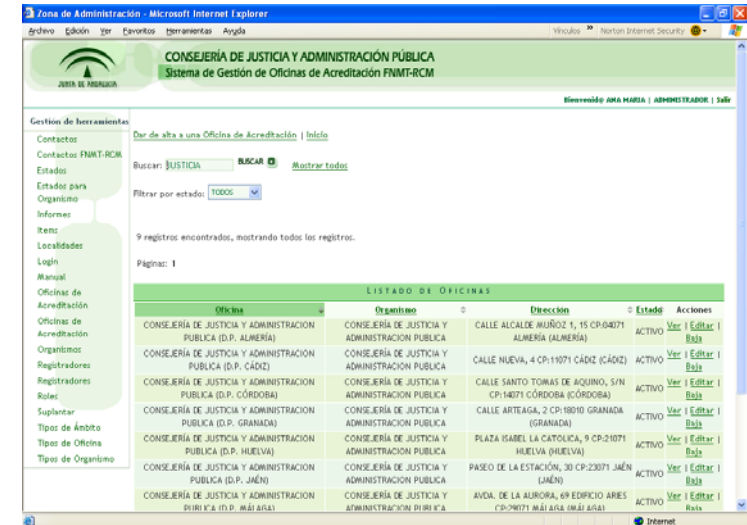 Zona de Administración - Microsoft Internet Explorer
Archivo Edición Ver Favoritos Herramientas Ayuda
Vínculos » Norton Internet Security
JUNTA DE ANDALUCIA
CONSEJERÍA DE JUSTICIA Y ADMINISTRACIÓN PÚBLICA
Sistema de Gestión de Oficinas de Acreditación FNMT-RCM
Bienvenid@ ANA MARIA | ADMINISTRADOR | Salir
Gestión de herramientas
Contactos
Contactos FNMT-RCM
Estados
Estados para
Organismo
Informes
Items
Localidades
Login
Manual
Oficinas de
Acreditación
Oficinas de
Acreditación
Organismos
Registradores
Registradores
Roles
Suplantar
Tipos de Ámbito
Tipos de Oficina
Tipos de Organismo
Dar de alta a una Oficina de Acreditación | Inicio
Buscar: JUSTICIA BUSCAR Mostrar todos
Filtrar por estado: TODOS
9 registros encontrados, mostrando todos los registros.
Páginas: 1
LISTADO DE OFICINAS
Oficina Organismo Dirección Estado Acciones
CONSEJERÍA DE JUSTICIA Y ADMINISTRACION CONSEJERÍA DE JUSTICIA Y CALLE ALCALDE MUÑOZ 1, 15 CP:04071 ACTIVO Ver | Editar |
PUBLICA (D.P. ALMERÍA) ADMINISTRACION PUBLICA ALMERÍA (ALMERÍA) Baja
CONSEJERÍA DE JUSTICIA Y ADMINISTRACION CONSEJERÍA DE JUSTICIA Y CALLE NUEVA, 4 CP:11071 CÁDIZ (CÁDIZ) ACTIVO Ver | Editar |
PUBLICA (D.P. CÁDIZ) ADMINISTRACION PUBLICA Baja
CONSEJERÍA DE JUSTICIA Y ADMINISTRACION CONSEJERÍA DE JUSTICIA Y CALLE SANTO TOMAS DE AQUINO, S/N ACTIVO Ver | Editar |
PUBLICA (D.P. CÓRDOBA) ADMINISTRACION PUBLICA CP:14071 CÓRDOBA (CÓRDOBA) Baja
CONSEJERÍA DE JUSTICIA Y ADMINISTRACION CONSEJERÍA DE JUSTICIA Y CALLE ARTEAGA, 2 CP:18010 GRANADA ACTIVO Ver | Editar |
PUBLICA (D.P. GRANADA) ADMINISTRACION PUBLICA (GRANADA) Baja
CONSEJERÍA DE JUSTICIA Y ADMINISTRACION CONSEJERÍA DE JUSTICIA Y PLAZA ISABEL LA CATOLICA, 9 CP:21071 ACTIVO Ver | Editar |
PUBLICA (D.P. HUELVA) ADMINISTRACION PUBLICA HUELVA (HUELVA) Baja
CONSEJERÍA DE JUSTICIA Y ADMINISTRACION CONSEJERÍA DE JUSTICIA Y PASEO DE LA ESTACIÓN, 30 CP:23071 JAÉN ACTIVO Ver | Editar |
PUBLICA (D.P. JAÉN) ADMINISTRACION PUBLICA (JAÉN) Baja
CONSEJERÍA DE JUSTICIA Y ADMINISTRACION CONSEJERÍA DE JUSTICIA Y AVDA. DE LA AURORA, 69 EDIFICIO ARIES ACTIVO Ver | Editar |
PUBLICA (D.P. MÁLAGA) ADMINISTRACION PUBLICA CP:29071 MÁLAGA (MÁLAGA) Baja
Internet